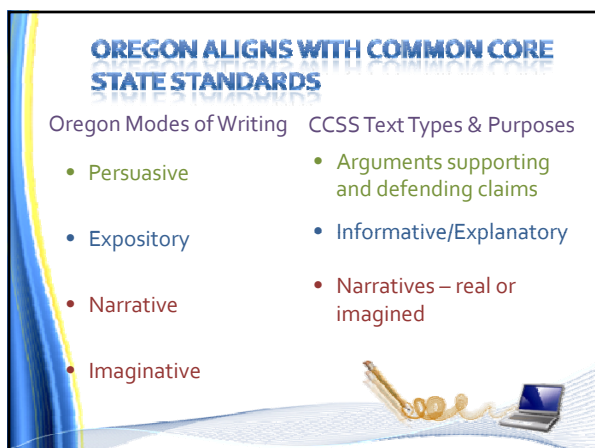 OREGON ALIGNS WITH COMMON CORE
STATE STANDARDS
Oregon Modes of Writing
• Persuasive
• Expository
• Narrative
• Imaginative
CCSS Text Types & Purposes
• Arguments supporting
and defending claims
• Informative/Explanatory
• Narratives – real or
imagined